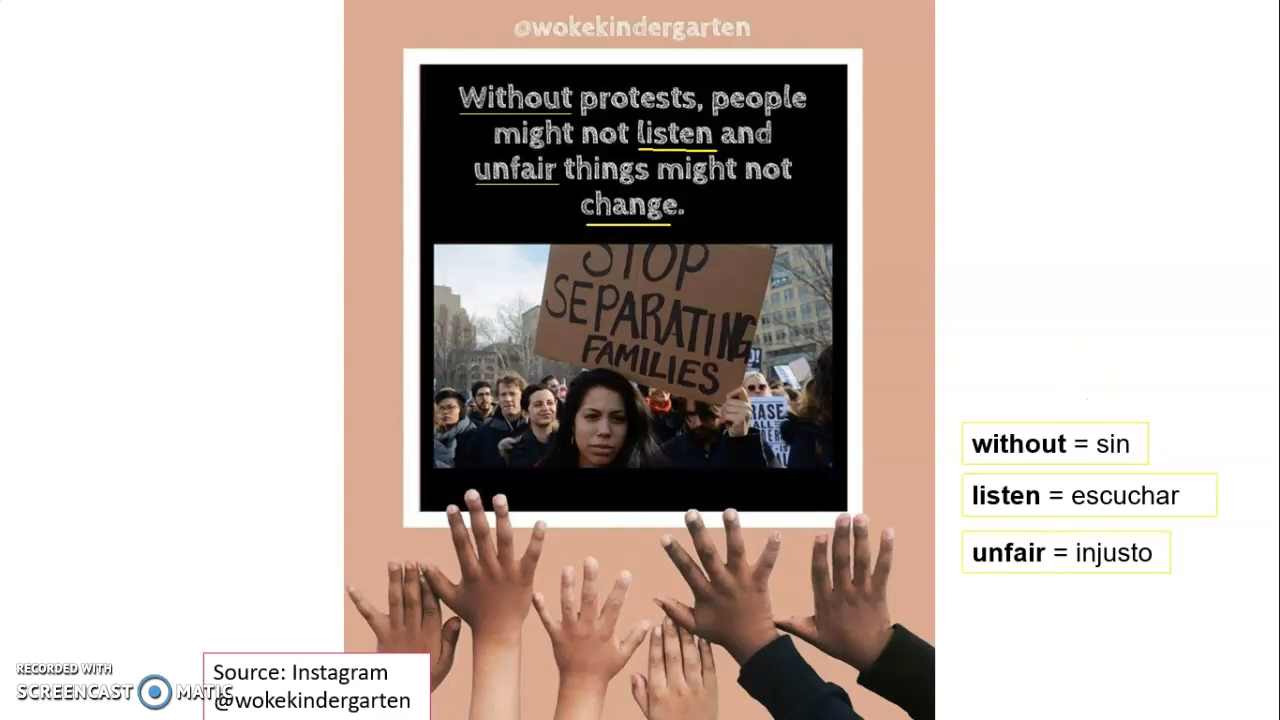 @wokekindergarten
Without protests, people
might not listen and
unfair things might not
change.
STOP
SEPARATING
FAMILIES
without = sin
listen = escuchar
unfair = injusto
RECORDED WITH
SCREENCAST MATIC
Source: Instagram
@wokekindergarten